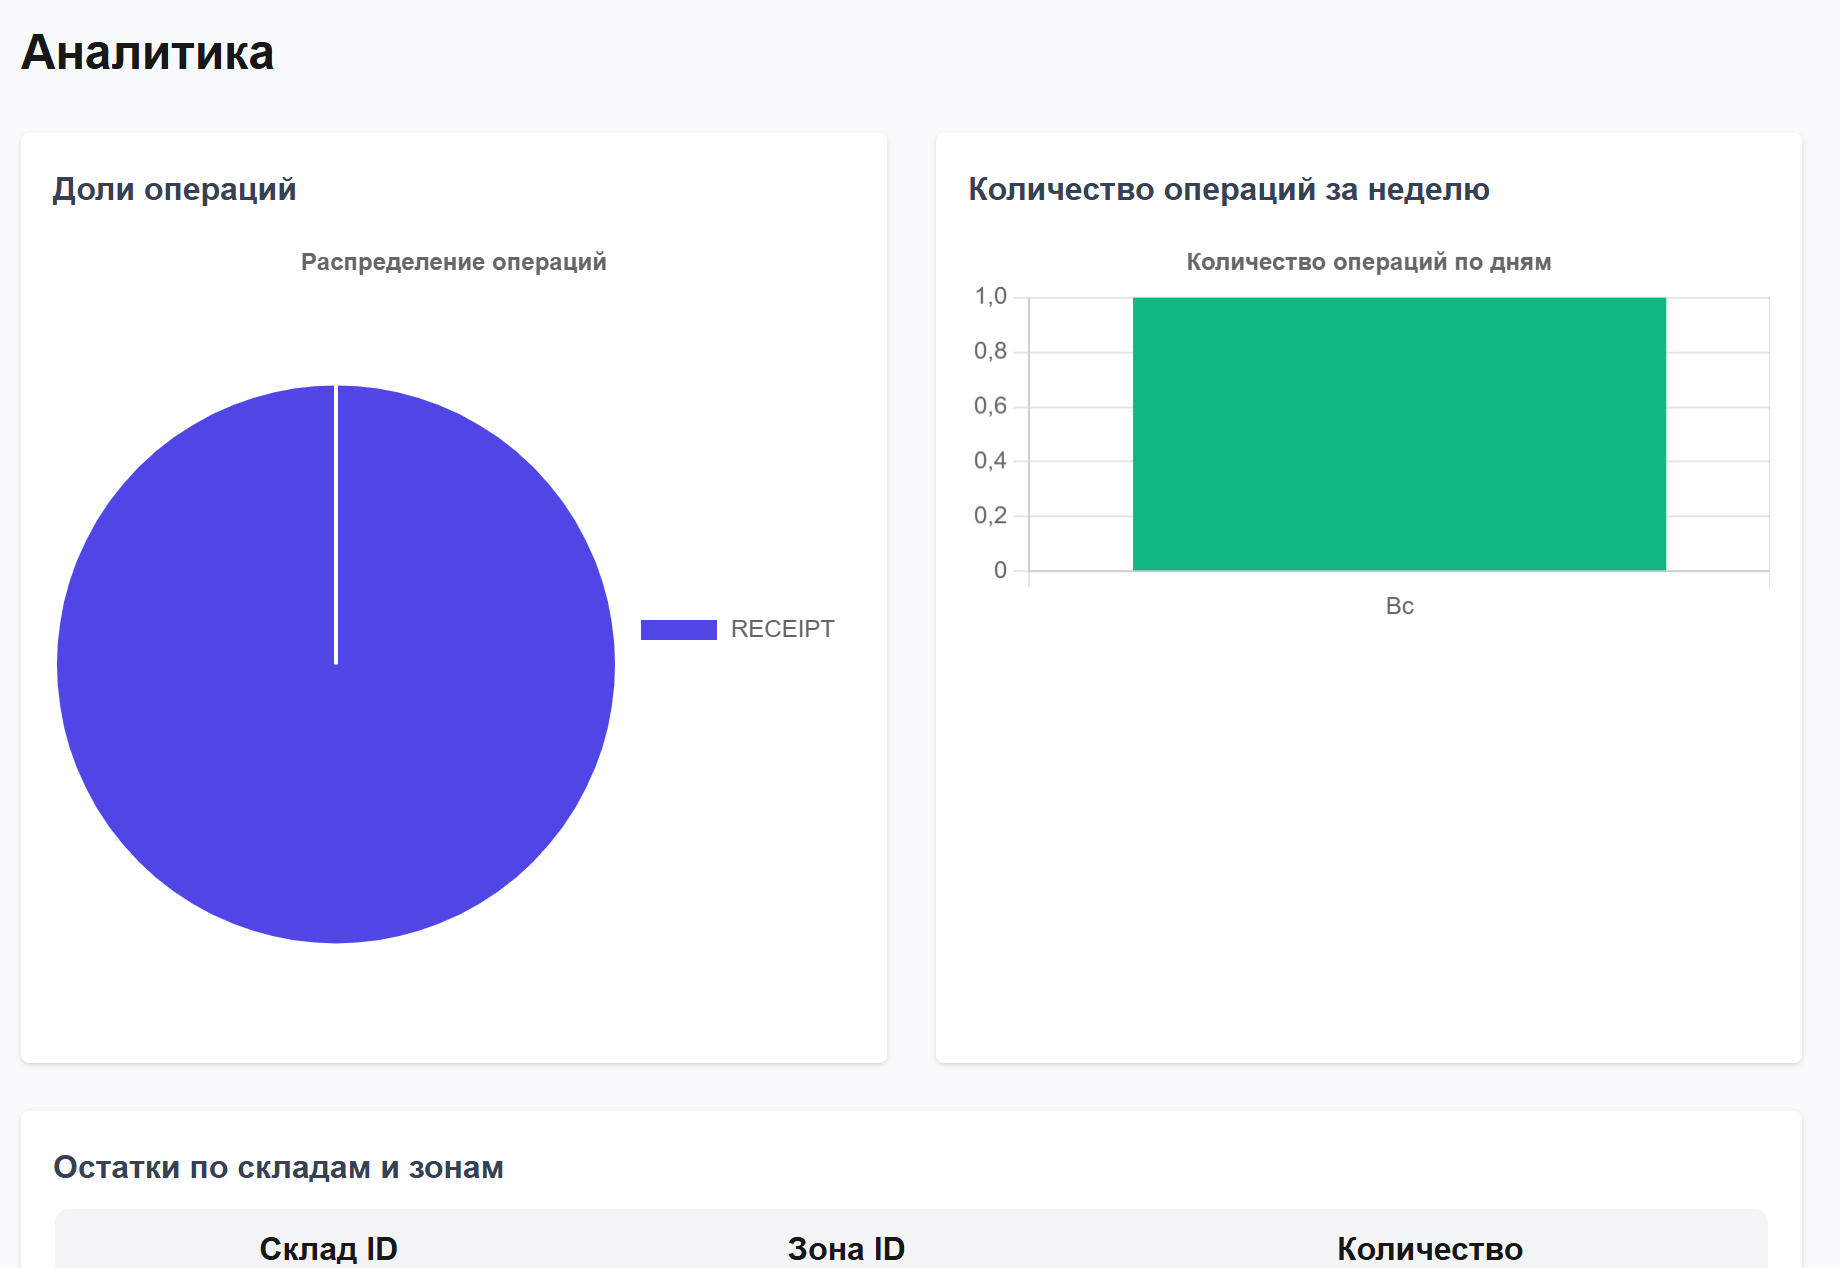 Аналитика
Доли операций
Распределение операций
RECEIPT
Количество операций за неделю
Количество операций по дням
1,0
0,8
0,6
0,4
0,2
0
Вс
Остатки по складам и зонам
Склад ID Зона ID Количество